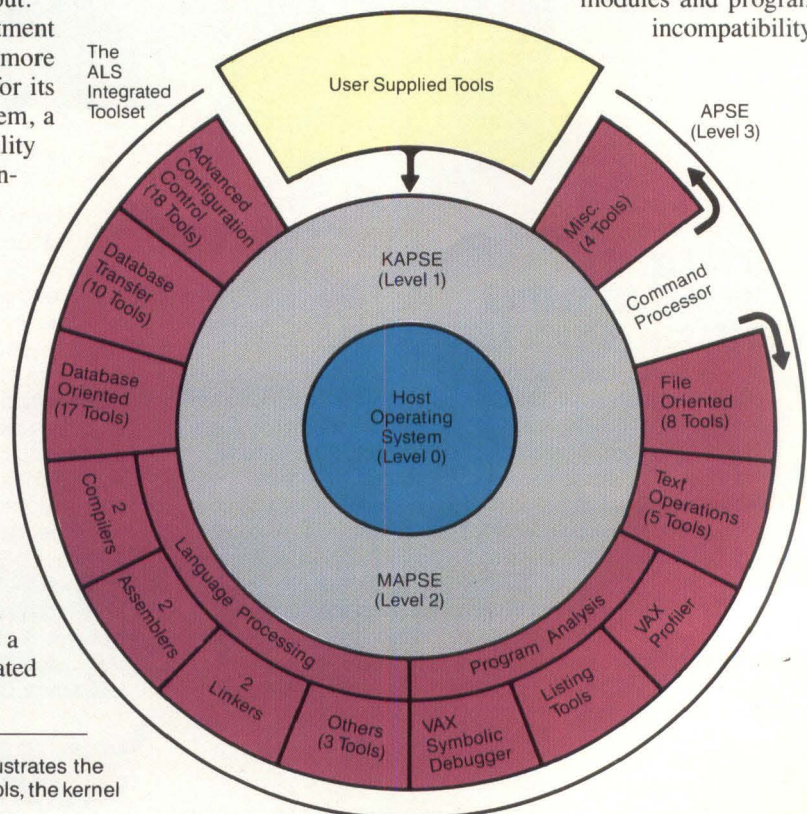 out.
tment
more
for its
em, a
lity
n-
modules and program
incompatibility
The
ALS
Integrated
Toolset
User Supplied Tools
APSE
(Level 3)
Advanced
Configuration
Control
(18 Tools)
Misc.
(4 Tools)
KAPSE
(Level 1)
Command
Processor
Database
Transfer
(10 Tools)
Database
Oriented
(17 Tools)
Host
Operating
System
(Level 0)
File
Oriented
(8 Tools)
Text
Operations
(5 Tools)
2
Compilers
Language Processing
MAPSE
(Level 2)
Program Analysis
VAX
Profiler
2
Assemblers
2
Linkers
Others
(3 Tools)
VAX
Symbolic
Debugger
Listing
Tools
a
ated
ustrates the
ols, the kernel